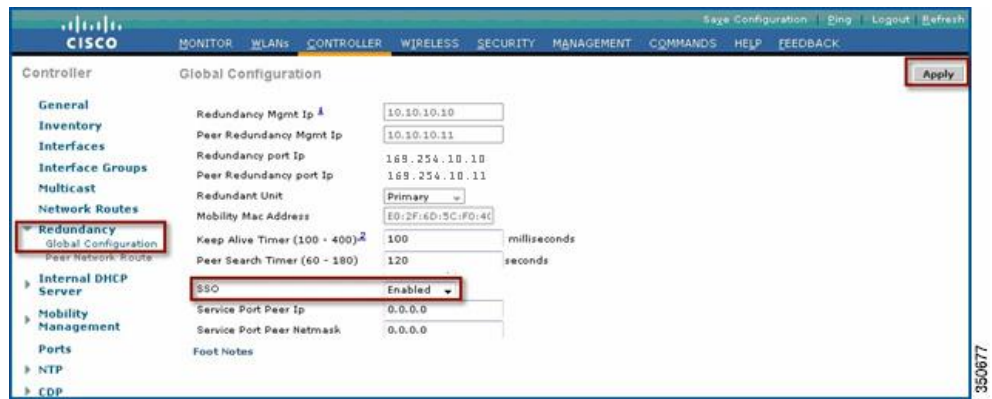 Save Configuration Ping Logout Refresh
CISCO MONITOR WLANs CONTROLLER WIRELESS SECURITY MANAGEMENT COMMANDS HELP FEEDBACK
Controller
General
Inventory
Interfaces
Interface Groups
Multicast
Network Routes
Redundancy
Global Configuration
Peer Network Route
Internal DHCP
Server
Mobility
Management
Ports
NTP
CDP
Global Configuration
Apply
Redundancy Mgmt Ip 1 10.10.10.10
Peer Redundancy Mgmt Ip 10.10.10.11
Redundancy port Ip 169.254.10.10
Peer Redundancy port Ip 169.254.10.11
Redundant Unit Primary
Mobility Mac Address E0:2F:6D:5C:F0:40
Keep Alive Timer (100 - 400) 2 100 milliseconds
Peer Search Timer (60 - 180) 120 seconds
SSO Enabled
Service Port Peer Ip 0.0.0.0
Service Port Peer Netmask 0.0.0.0
Foot Notes
350677